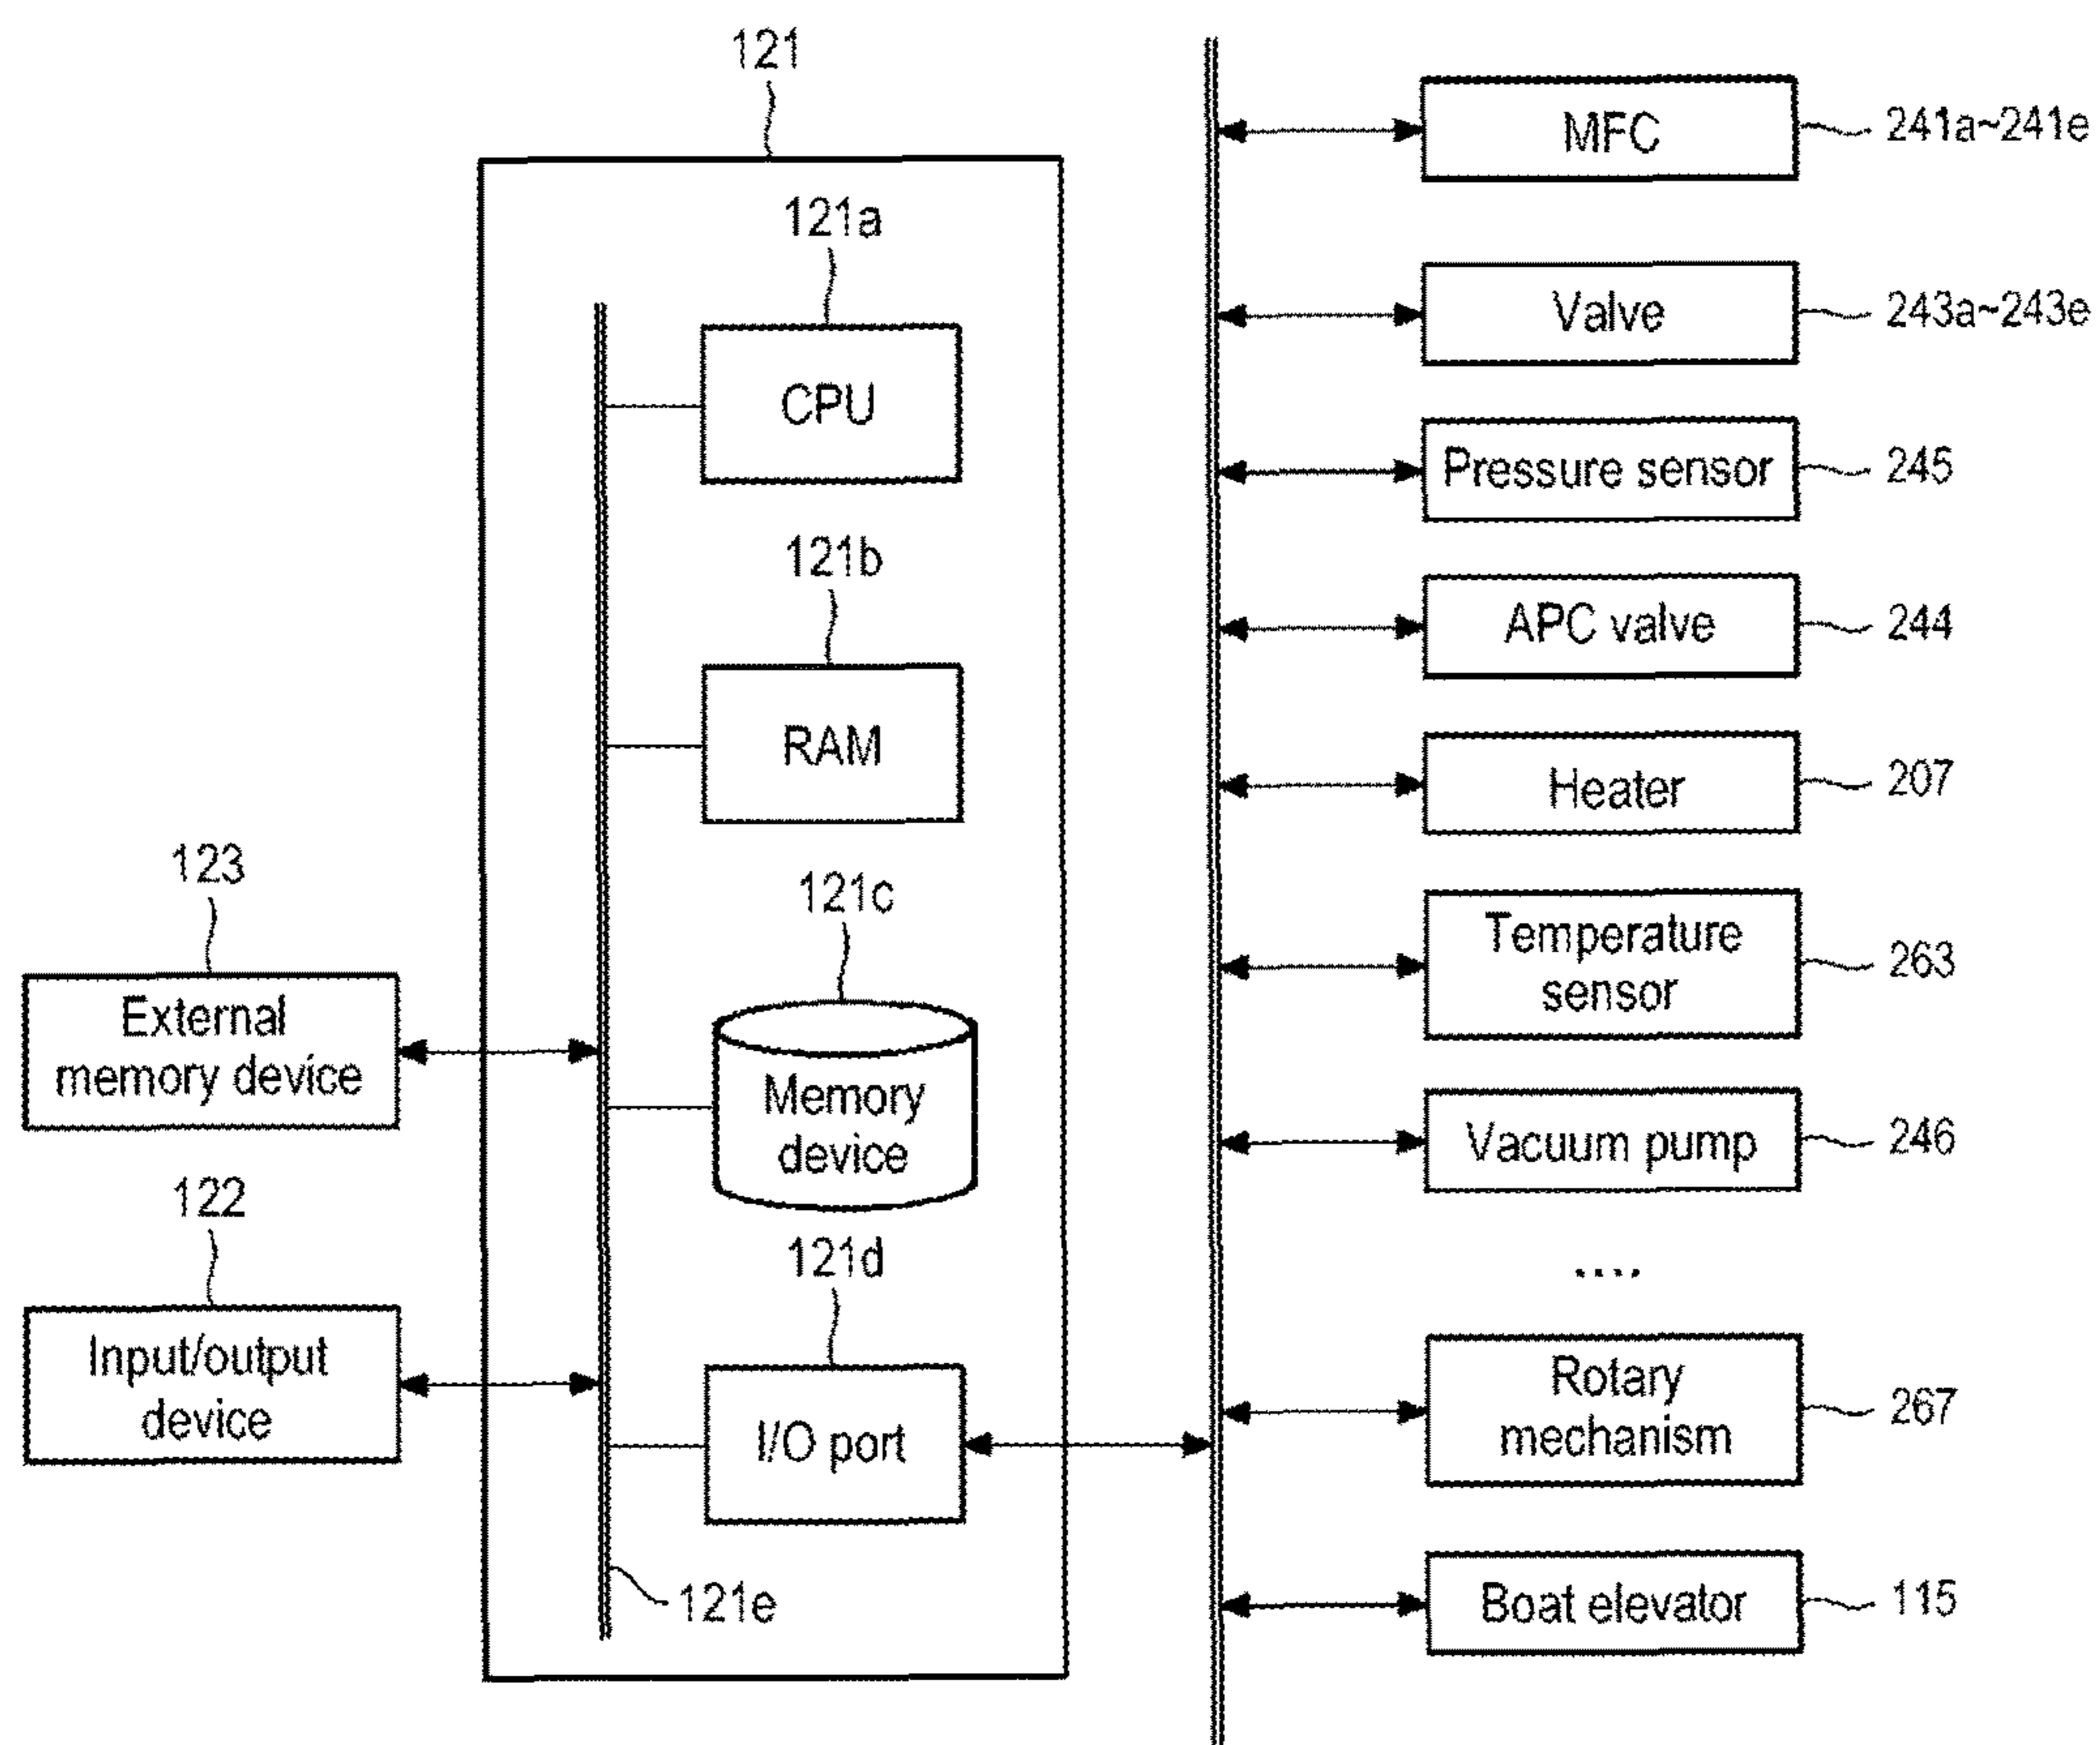 121
121a
CPU
121b
RAM
121c
Memory
device
121d
I/O port
121e
123
External
memory device
122
Input/output
device
MFC
241a~241e
Valve
243a~243e
Pressure sensor
245
APC valve
244
Heater
207
Temperature
sensor
263
Vacuum pump
246
....
Rotary
mechanism
267
Boat elevator
115